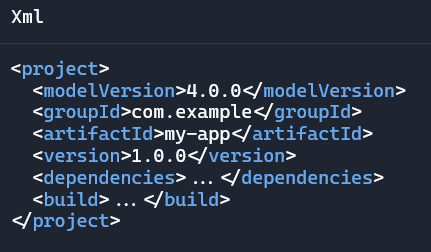 Xml
<project>
  <modelVersion>4.0.0</modelVersion>
  <groupId>com.example</groupId>
  <artifactId>my-app</artifactId>
  <version>1.0.0</version>
  <dependencies>...</dependencies>
  <build>...</build>
</project>